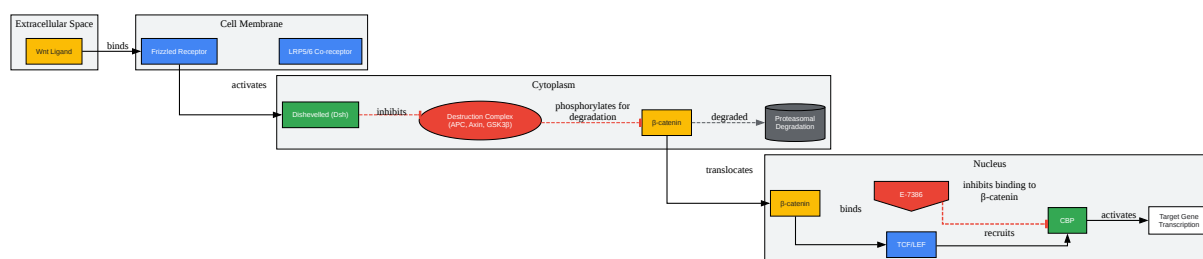 Extracellular Space
Wnt Ligand
binds
Cell Membrane
Frizzled Receptor
LRP5/6 Co-receptor
activates
Cytoplasm
Dishevelled (Dsh)
inhibits
Destruction Complex
(APC, Axin, GSK3β)
phosphorylates for
degradation
β-catenin
degraded
Proteasomal
Degradation
translocates
Nucleus
β-catenin
binds
E-7386
inhibits binding to
β-catenin
TCF/LEF
recruits
CBP
activates
Target Gene
Transcription